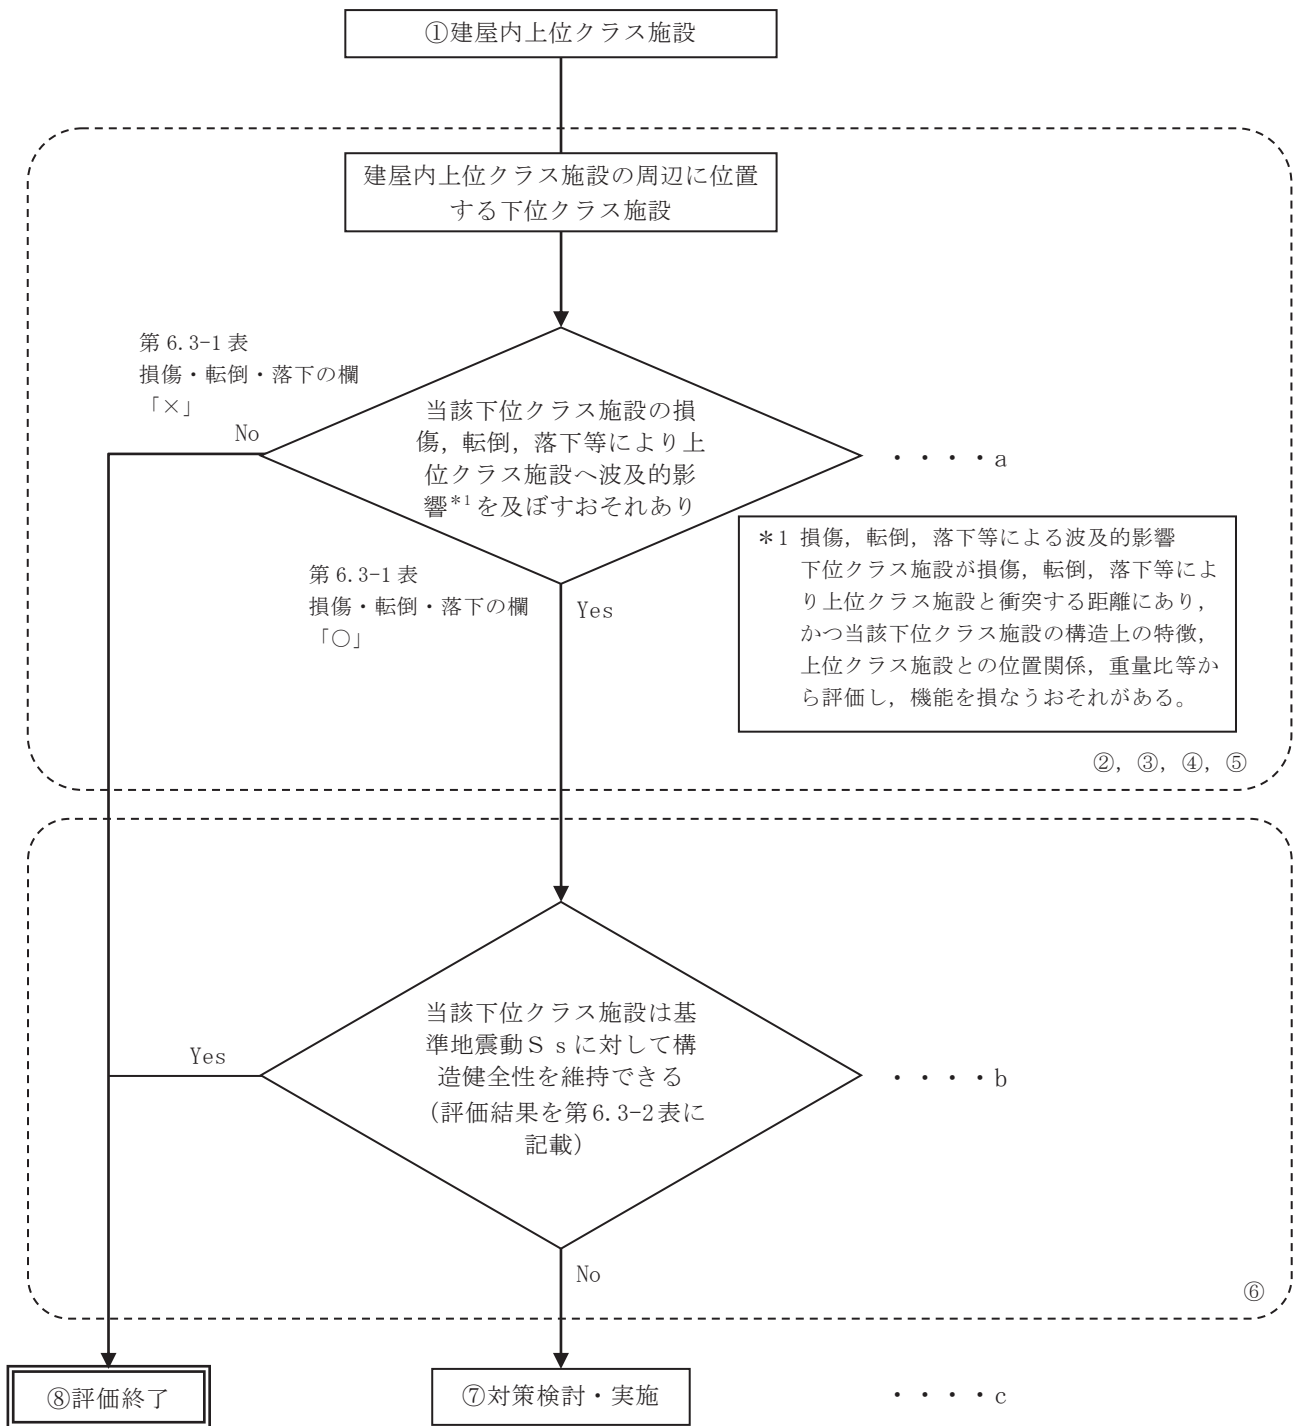 ①建屋内上位クラス施設
建屋内上位クラス施設の周辺に位置
する下位クラス施設
第 6.3-1 表
損傷・転倒・落下の欄
「×」
No
当該下位クラス施設の損
傷，転倒，落下等により上
位クラス施設へ波及的影
響*1を及ぼすおそれあり
・・・・a
第 6.3-1 表
損傷・転倒・落下の欄
「○」
Yes
＊1 損傷，転倒，落下等による波及的影響
下位クラス施設が損傷，転倒，落下等によ
り上位クラス施設と衝突する距離にあり，
かつ当該下位クラス施設の構造上の特徴，
上位クラス施設との位置関係，重量比等か
ら評価し，機能を損なうおそれがある。
②，③，④，⑤
当該下位クラス施設は基
準地震動Ｓｓに対して構
造健全性を維持できる
（評価結果を第6.3-2表に
記載）
Yes
・・・・b
No
⑥
⑧評価終了
⑦対策検討・実施
・・・・c